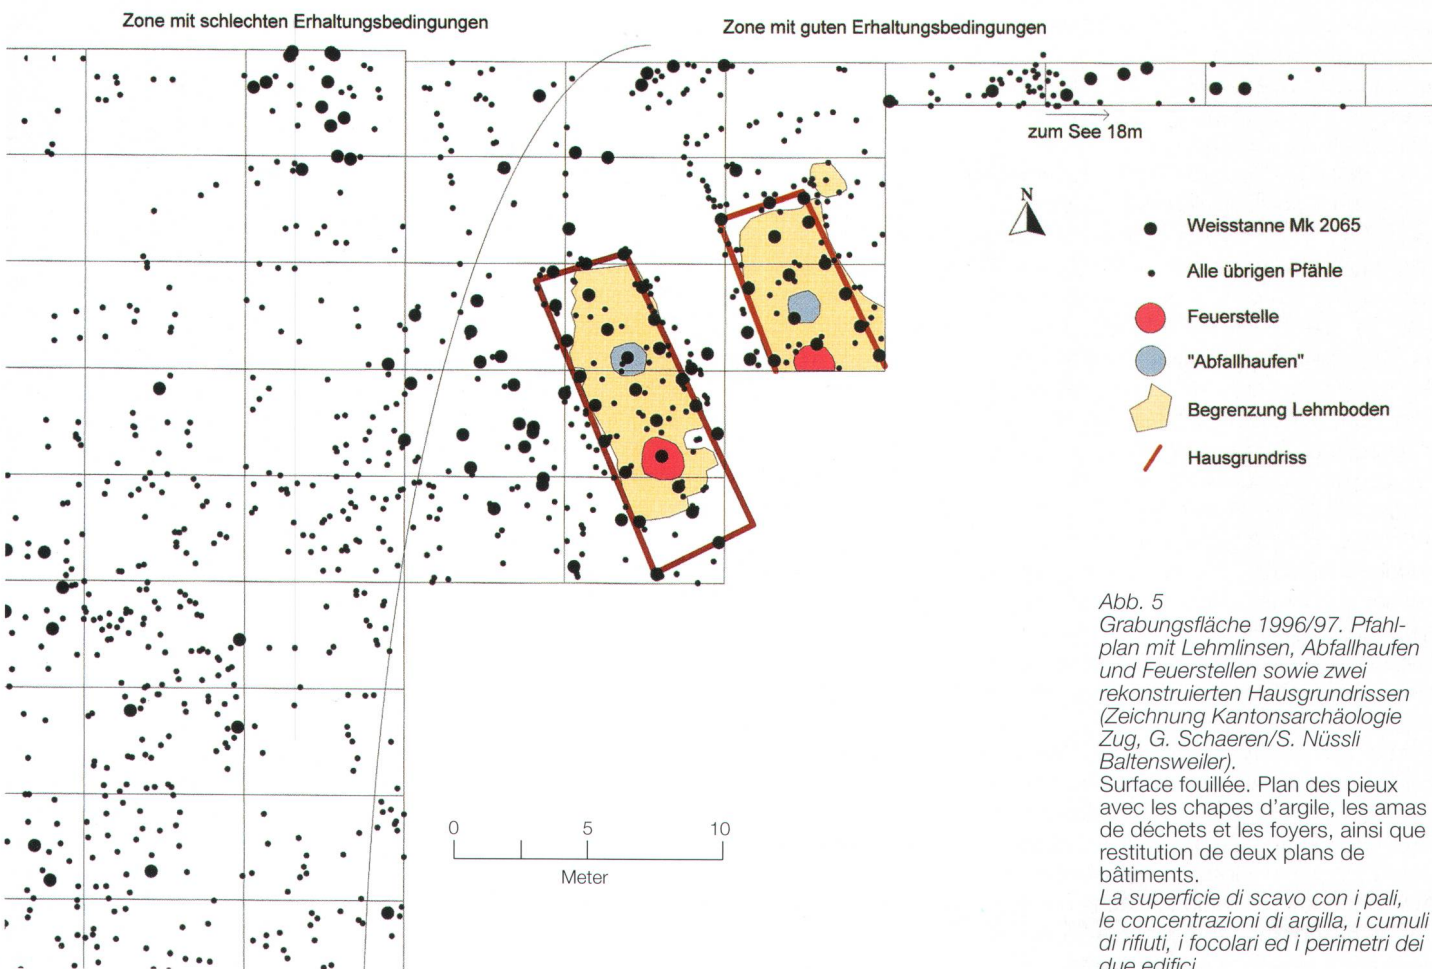 Zone mit schlechten Erhaltungsbedingungen
Zone mit guten Erhaltungsbedingungen
zum See 18m
N
Weisstanne Mk 2065
Alle übrigen Pfähle
Feuerstelle
"Abfallhaufen"
Begrenzung Lehmboden
Hausgrundriss
0 5 10
Meter
Abb. 5
Grabungsfläche 1996/97. Pfahl-
plan mit Lehmlinsen, Abfallhaufen
und Feuerstellen sowie zwei
rekonstruierten Hausgrundrissen
(Zeichnung Kantonsarchäologie
Zug, G. Schaeren/S. Nüssli
Baltensweiler).
Surface fouillée. Plan des pieux
avec les chapes d'argile, les amas
de déchets et les foyers, ainsi que
restitution de deux plans de
bâtiments.
La superficie di scavo con i pali,
le concentrazioni di argilla, i cumuli
di rifiuti, i focolari ed i perimetri dei
due edifici.